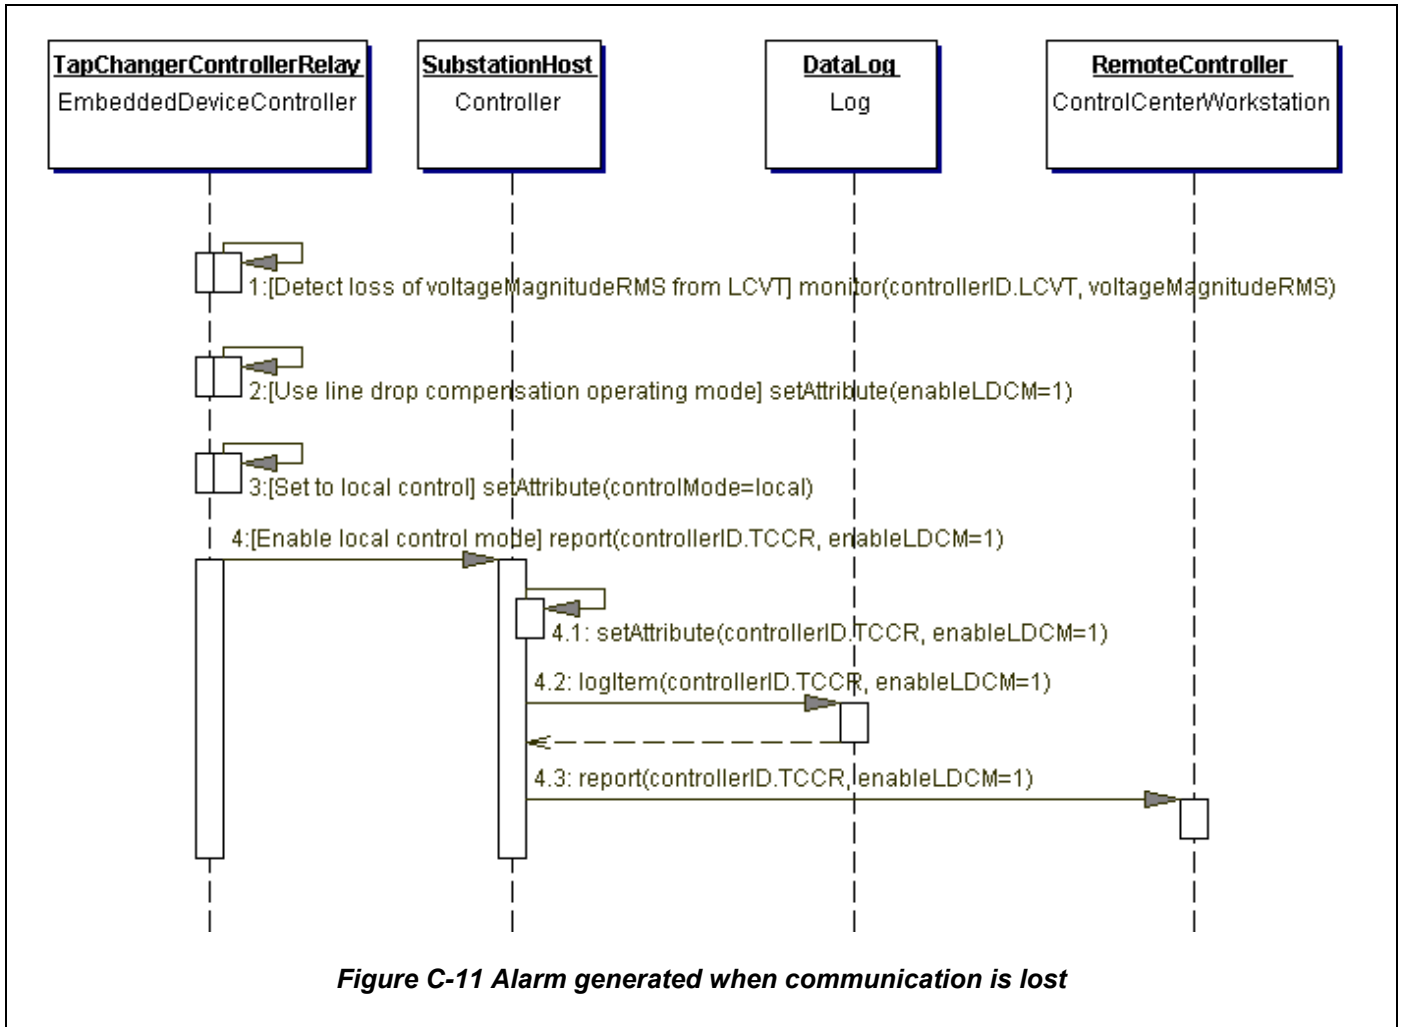 TapChangerControllerRelay
EmbeddedDeviceController
SubstationHost
Controller
DataLog
Log
RemoteController
ControlCenterWorkstation
1:[Detect loss of voltageMagnitudeRMS from LCVT] monitor(controllerID.LCVT, voltageMagnitudeRMS)
2:[Use line drop compensation operating mode] setAttribute(enableLDCM=1)
3:[Set to local control] setAttribute(controlMode=local)
4:[Enable local control mode] report(controllerID.TCCR, enableLDCM=1)
4.1: setAttribute(controllerID.TCCR, enableLDCM=1)
4.2: logItem(controllerID.TCCR, enableLDCM=1)
4.3: report(controllerID.TCCR, enableLDCM=1)
Figure C-11 Alarm generated when communication is lost